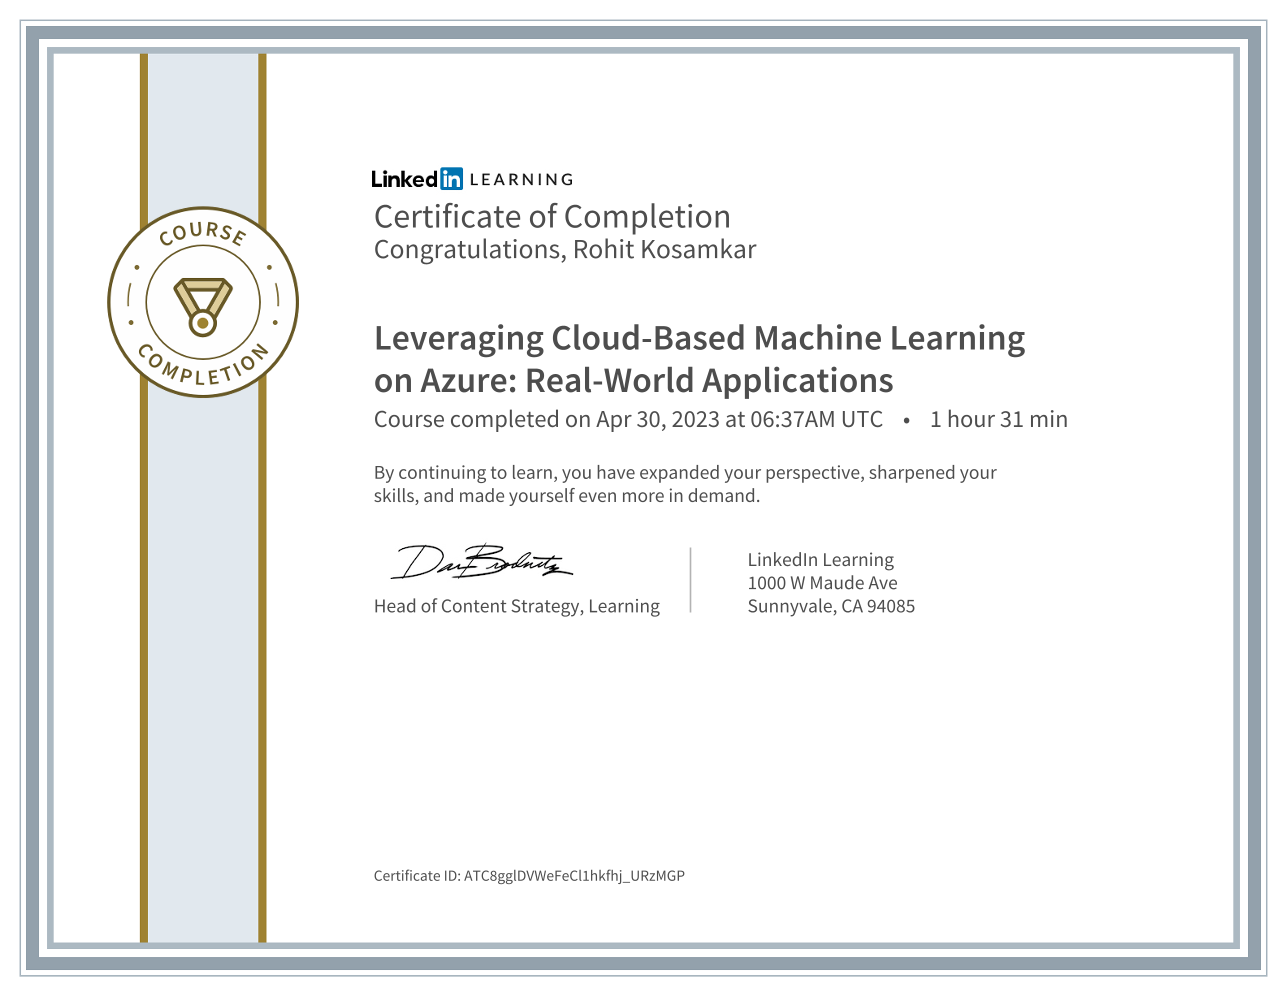 LinkedIn LEARNING
Certificate of Completion
Congratulations, Rohit Kosamkar
COURSE
COMPLETION
Leveraging Cloud-Based Machine Learning
on Azure: Real-World Applications
Course completed on Apr 30, 2023 at 06:37AM UTC • 1 hour 31 min
By continuing to learn, you have expanded your perspective, sharpened your
skills, and made yourself even more in demand.
Dan Brodnitz
Head of Content Strategy, Learning
LinkedIn Learning
1000 W Maude Ave
Sunnyvale, CA 94085
Certificate ID: ATC8gglDVWeFeCl1hkfhj_URzMGP